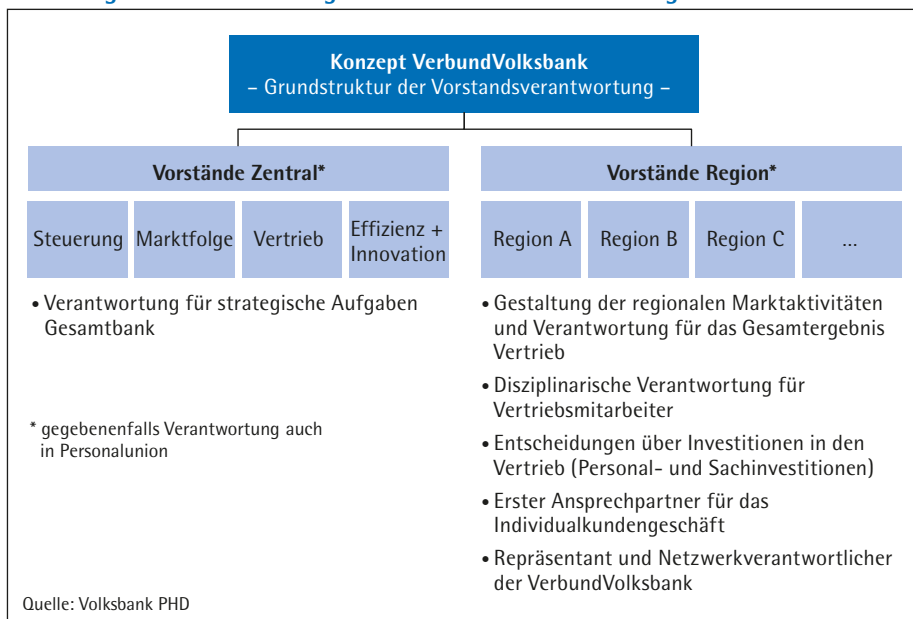 Konzept VerbundVolksbank
– Grundstruktur der Vorstandsverantwortung –
Vorstände Zentral*
Steuerung
Marktfolge
Vertrieb
Effizienz +
Innovation
• Verantwortung für strategische Aufgaben
Gesamtbank
* gegebenenfalls Verantwortung auch
in Personalunion
Vorstände Region*
Region A
Region B
Region C
...
• Gestaltung der regionalen Marktaktivitäten
und Verantwortung für das Gesamtergebnis
Vertrieb
• Disziplinarische Verantwortung für
Vertriebsmitarbeiter
• Entscheidungen über Investitionen in den
Vertrieb (Personal- und Sachinvestitionen)
• Erster Ansprechpartner für das
Individualkundengeschäft
• Repräsentant und Netzwerkverantwortlicher
der VerbundVolksbank
Quelle: Volksbank PHD